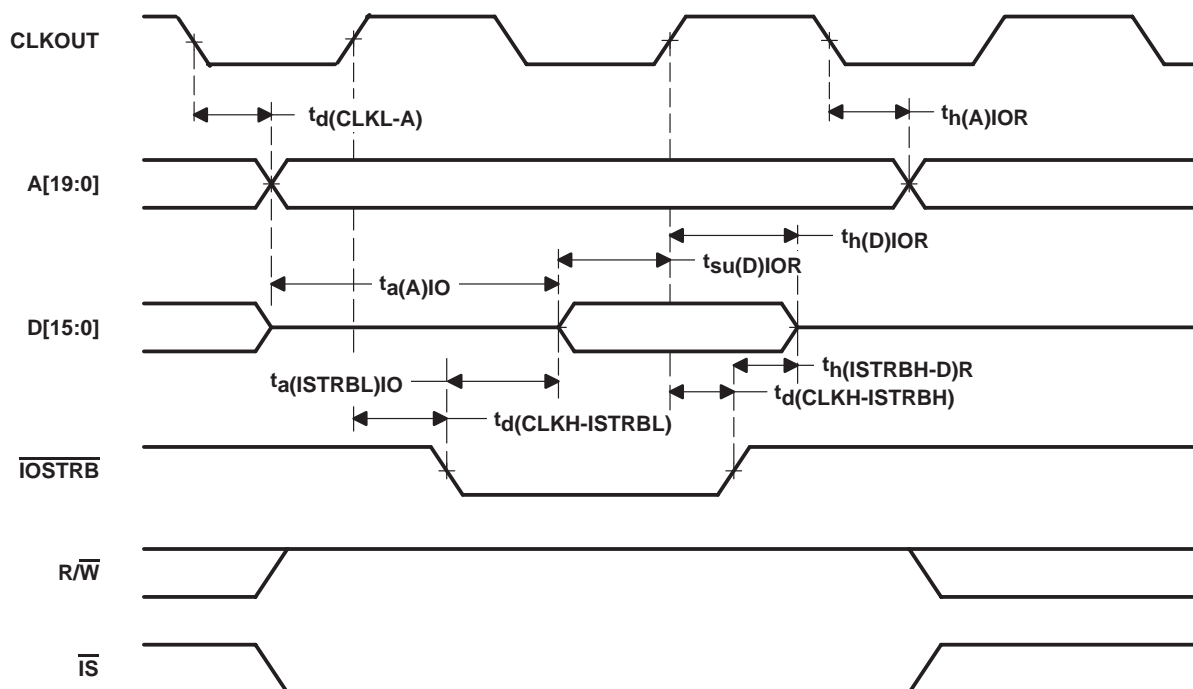 CLKOUT
td(CLKL-A)
th(A)IOR
A[19:0]
th(D)IOR
tsu(D)IOR
ta(A)IO
D[15:0]
th(ISTRBH-D)R
ta(ISTRBL)IO
td(CLKH-ISTRBH)
td(CLKH-ISTRBL)
IOSTRB
R/W
IS